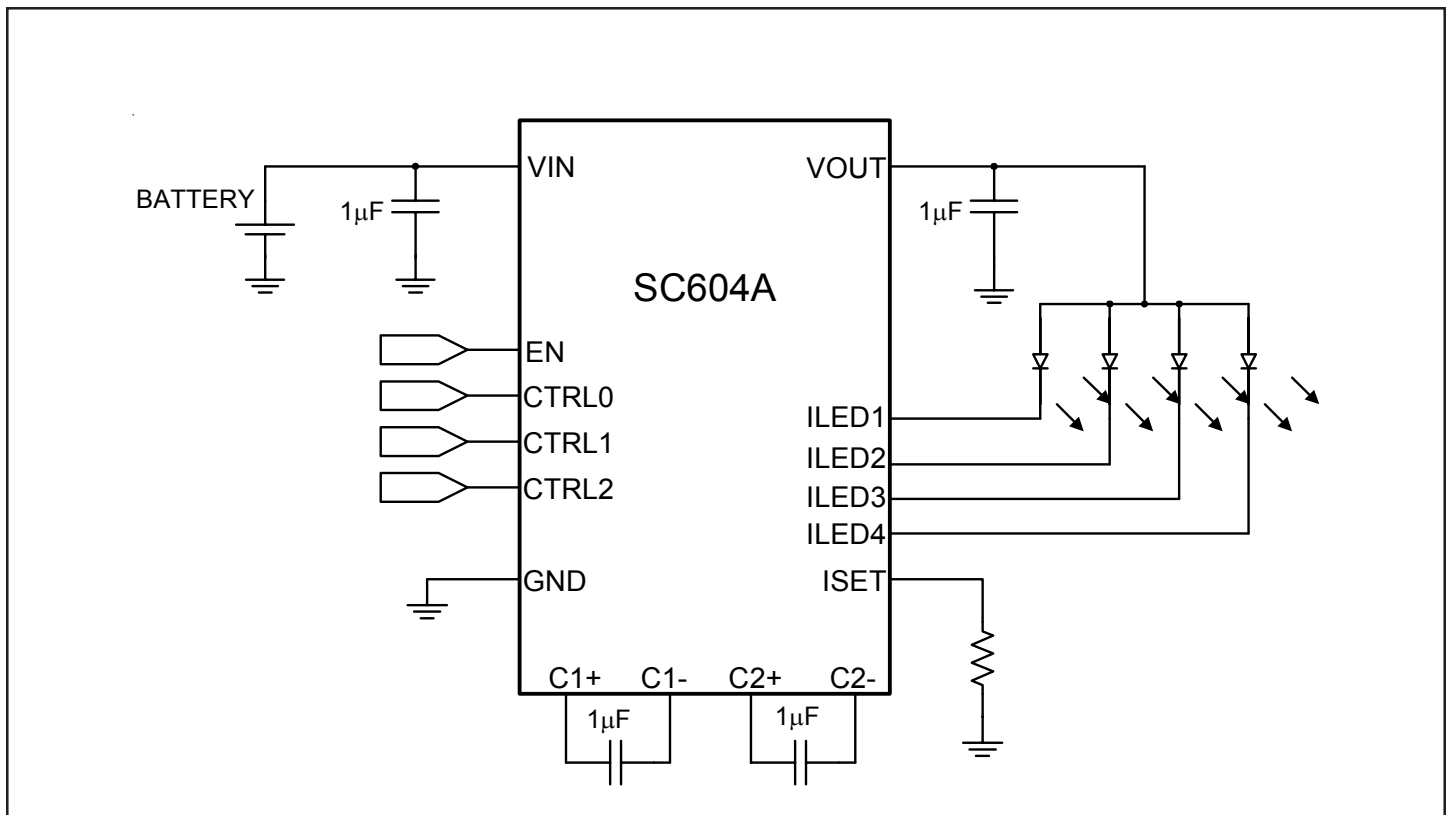 BATTERY
1μF
VIN
VOUT
1μF
SC604A
EN
CTRL0
CTRL1
CTRL2
GND
ILED1
ILED2
ILED3
ILED4
ISET
C1+
C1-
C2+
C2-
1μF
1μF